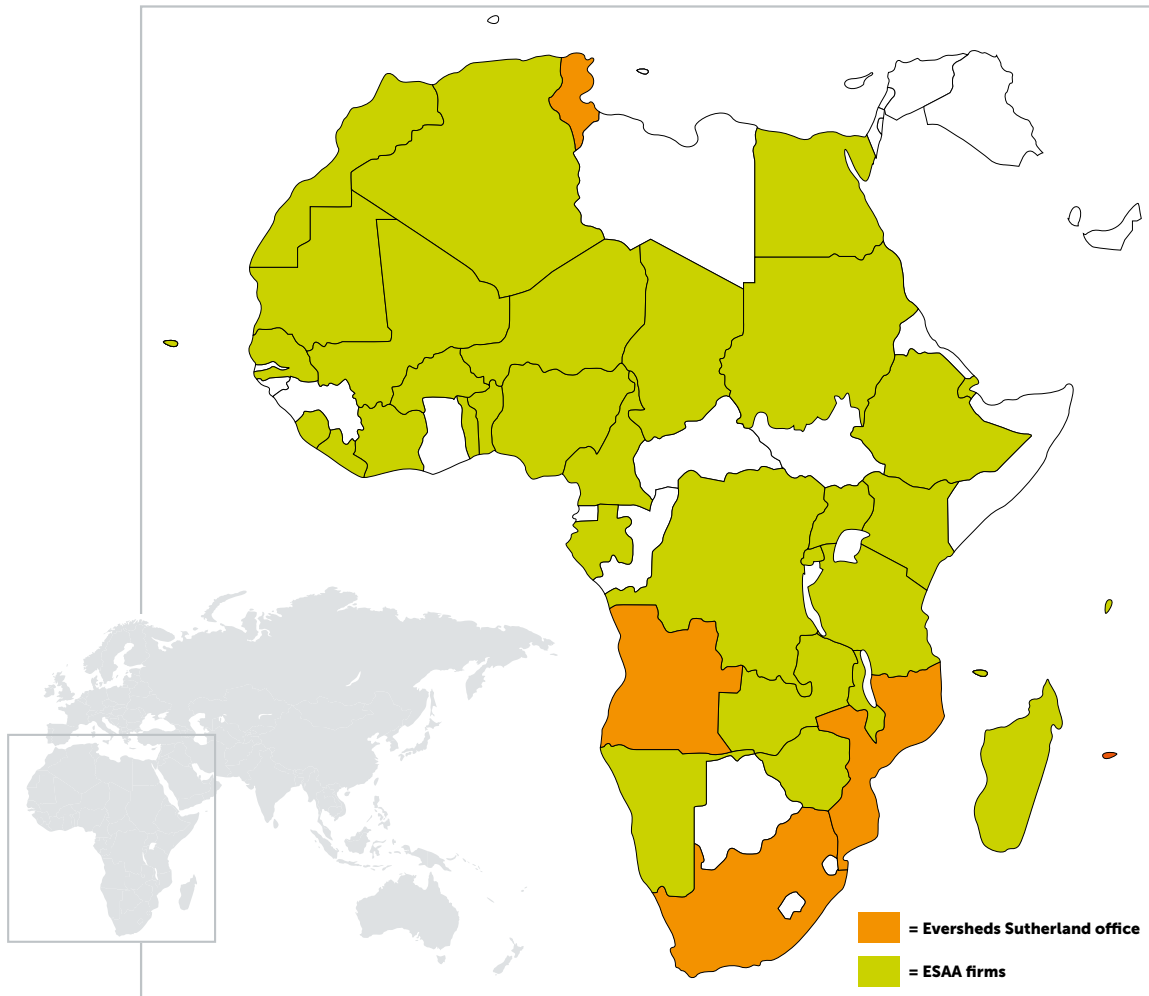 = Eversheds Sutherland office
= ESAA firms